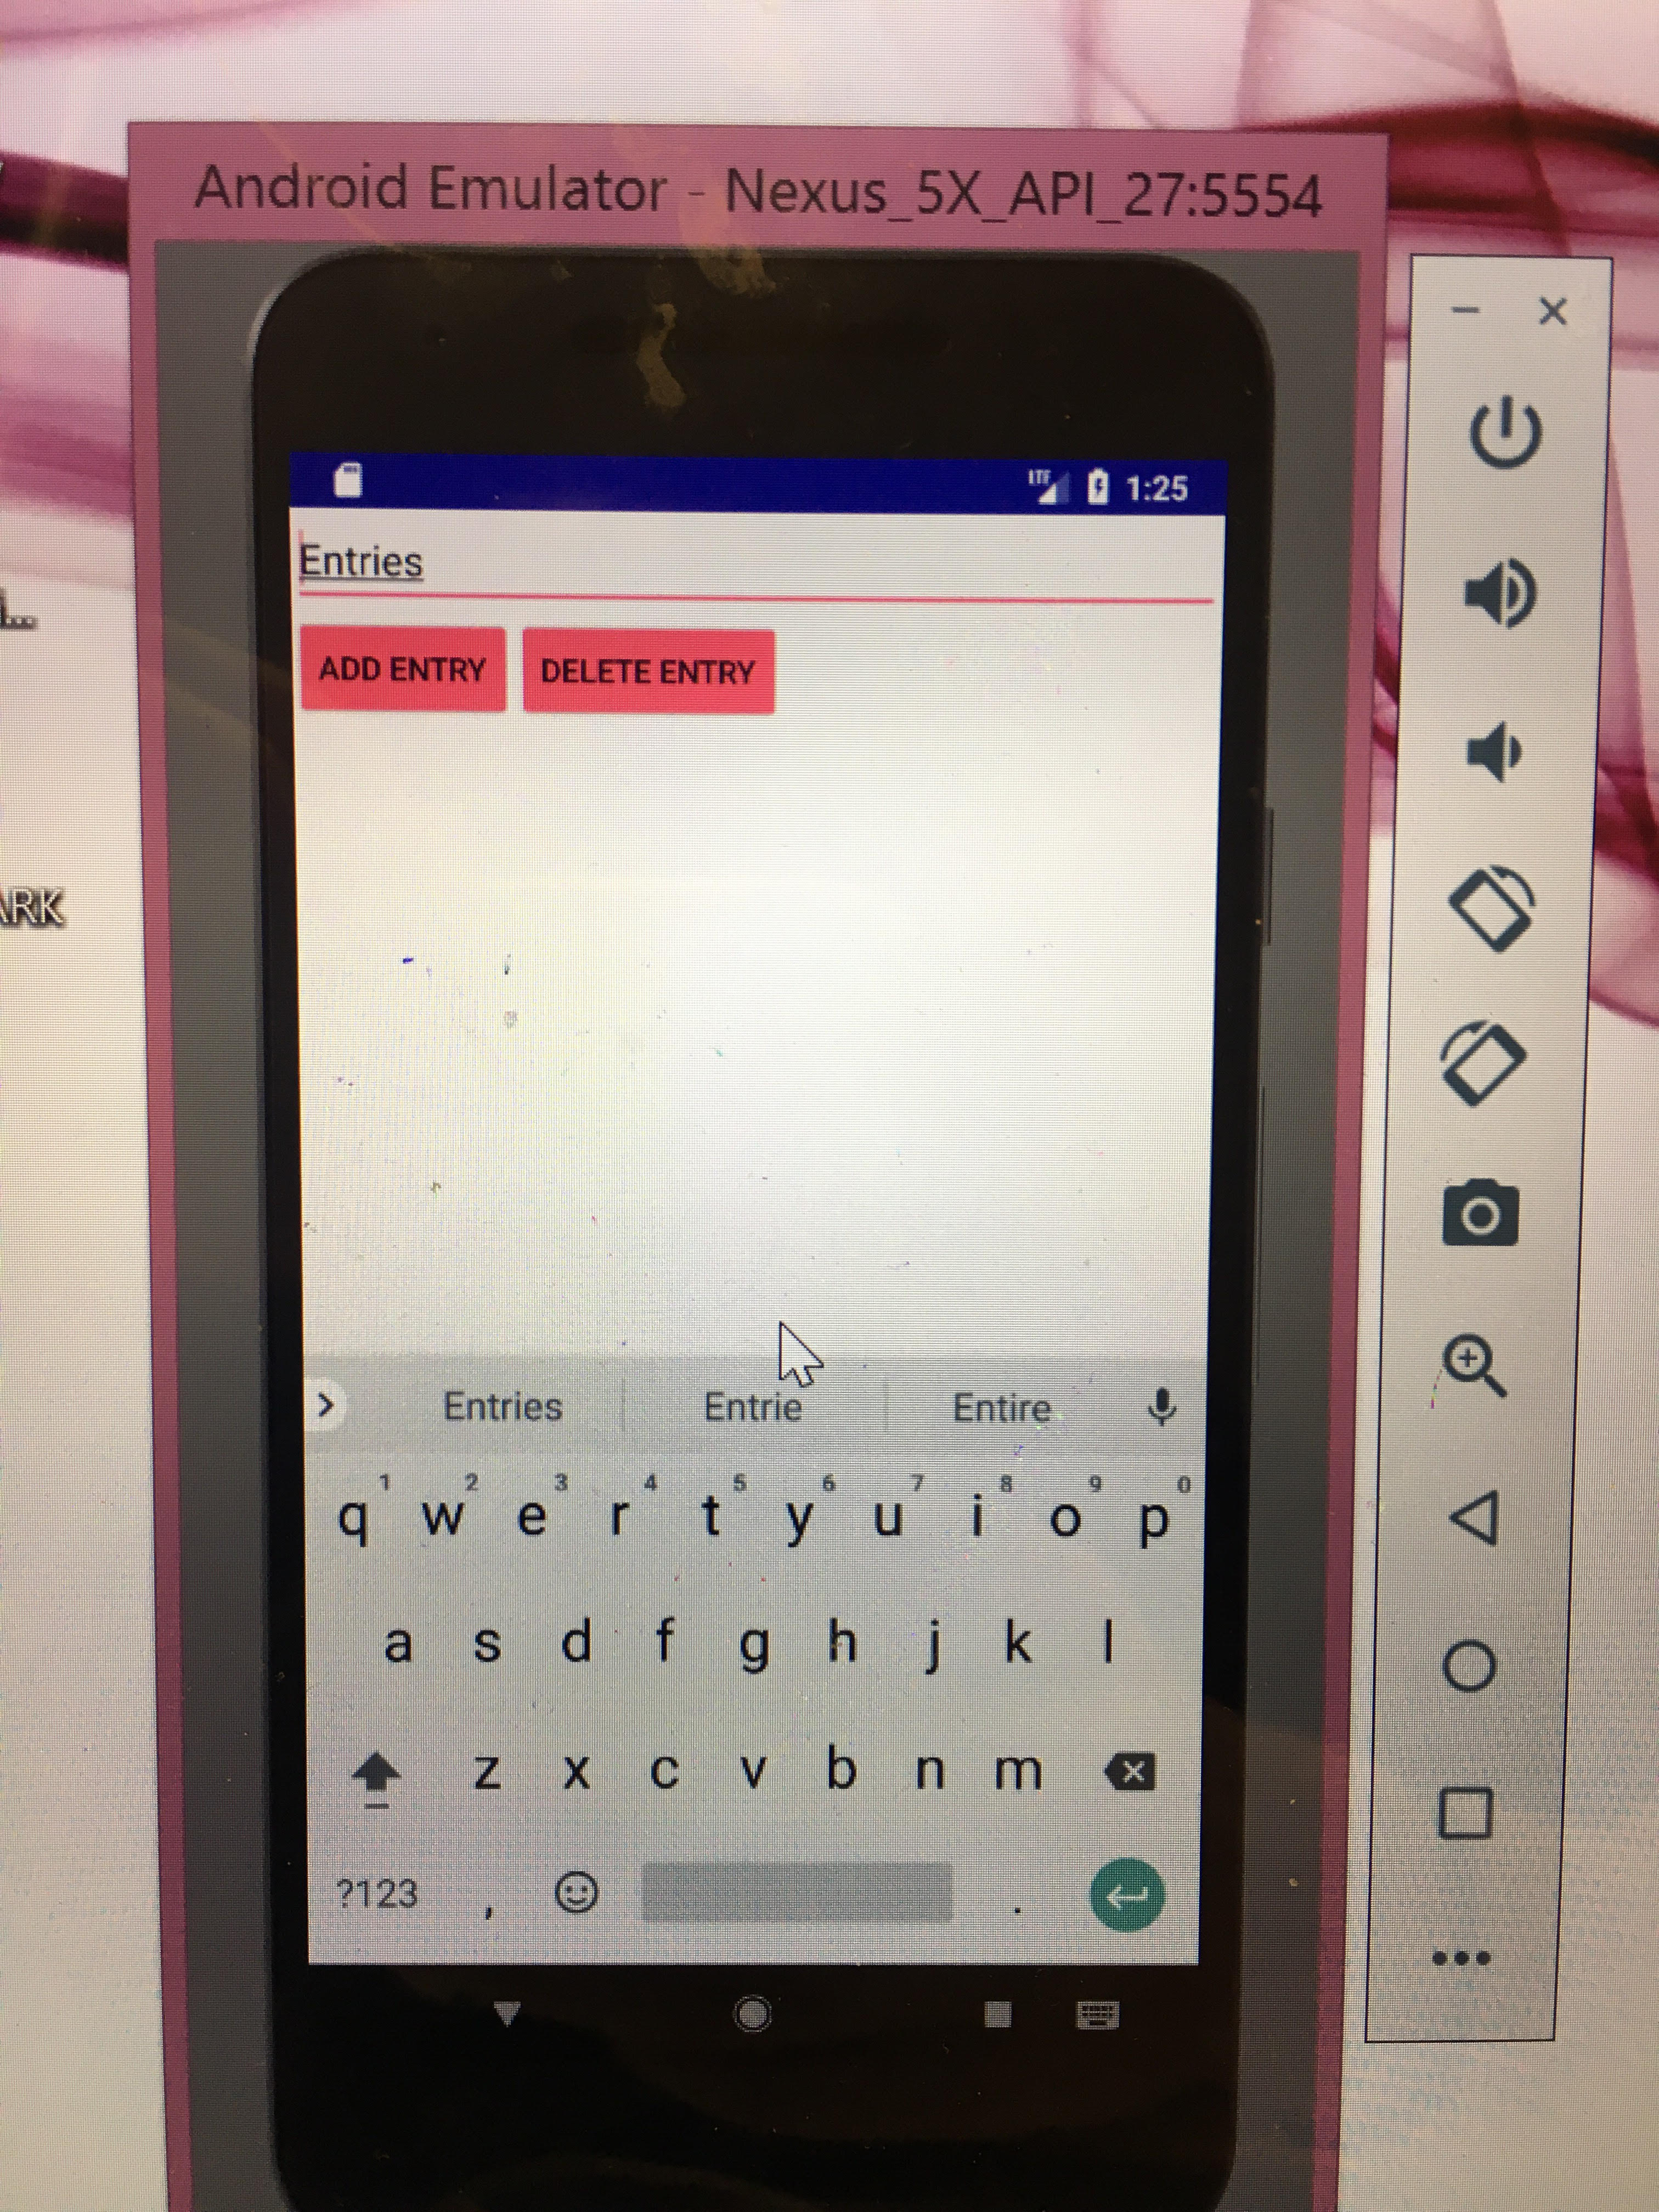 Android Emulator - Nexus_5X_API_27:5554
1:25
Entries
ADD ENTRY DELETE ENTRY
ARK
Entries Entrie Entire
1 2 3 4 5 6 7 8 9 0
q w e r t y u i o p
a s d f g h j k l
z x c v b n m
?123 , .